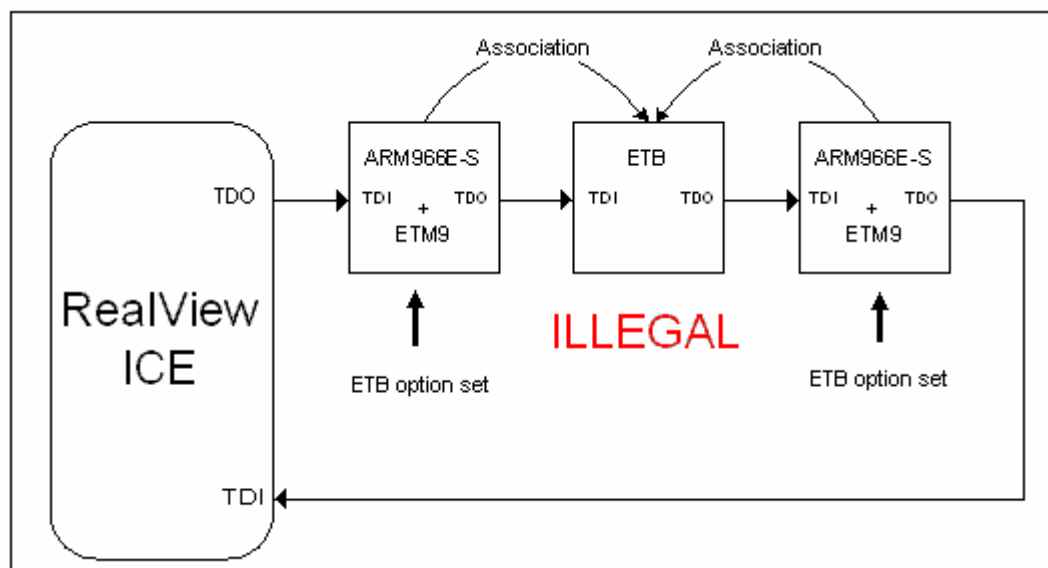 Association
Association
ARM966E-S
ETB
ARM966E-S
TDO
TDI
TDO
TDI
TDO
TDI
TDO
+
+
ETM9
ETM9
RealView
ICE
ILLEGAL
ETB option set
ETB option set
TDI